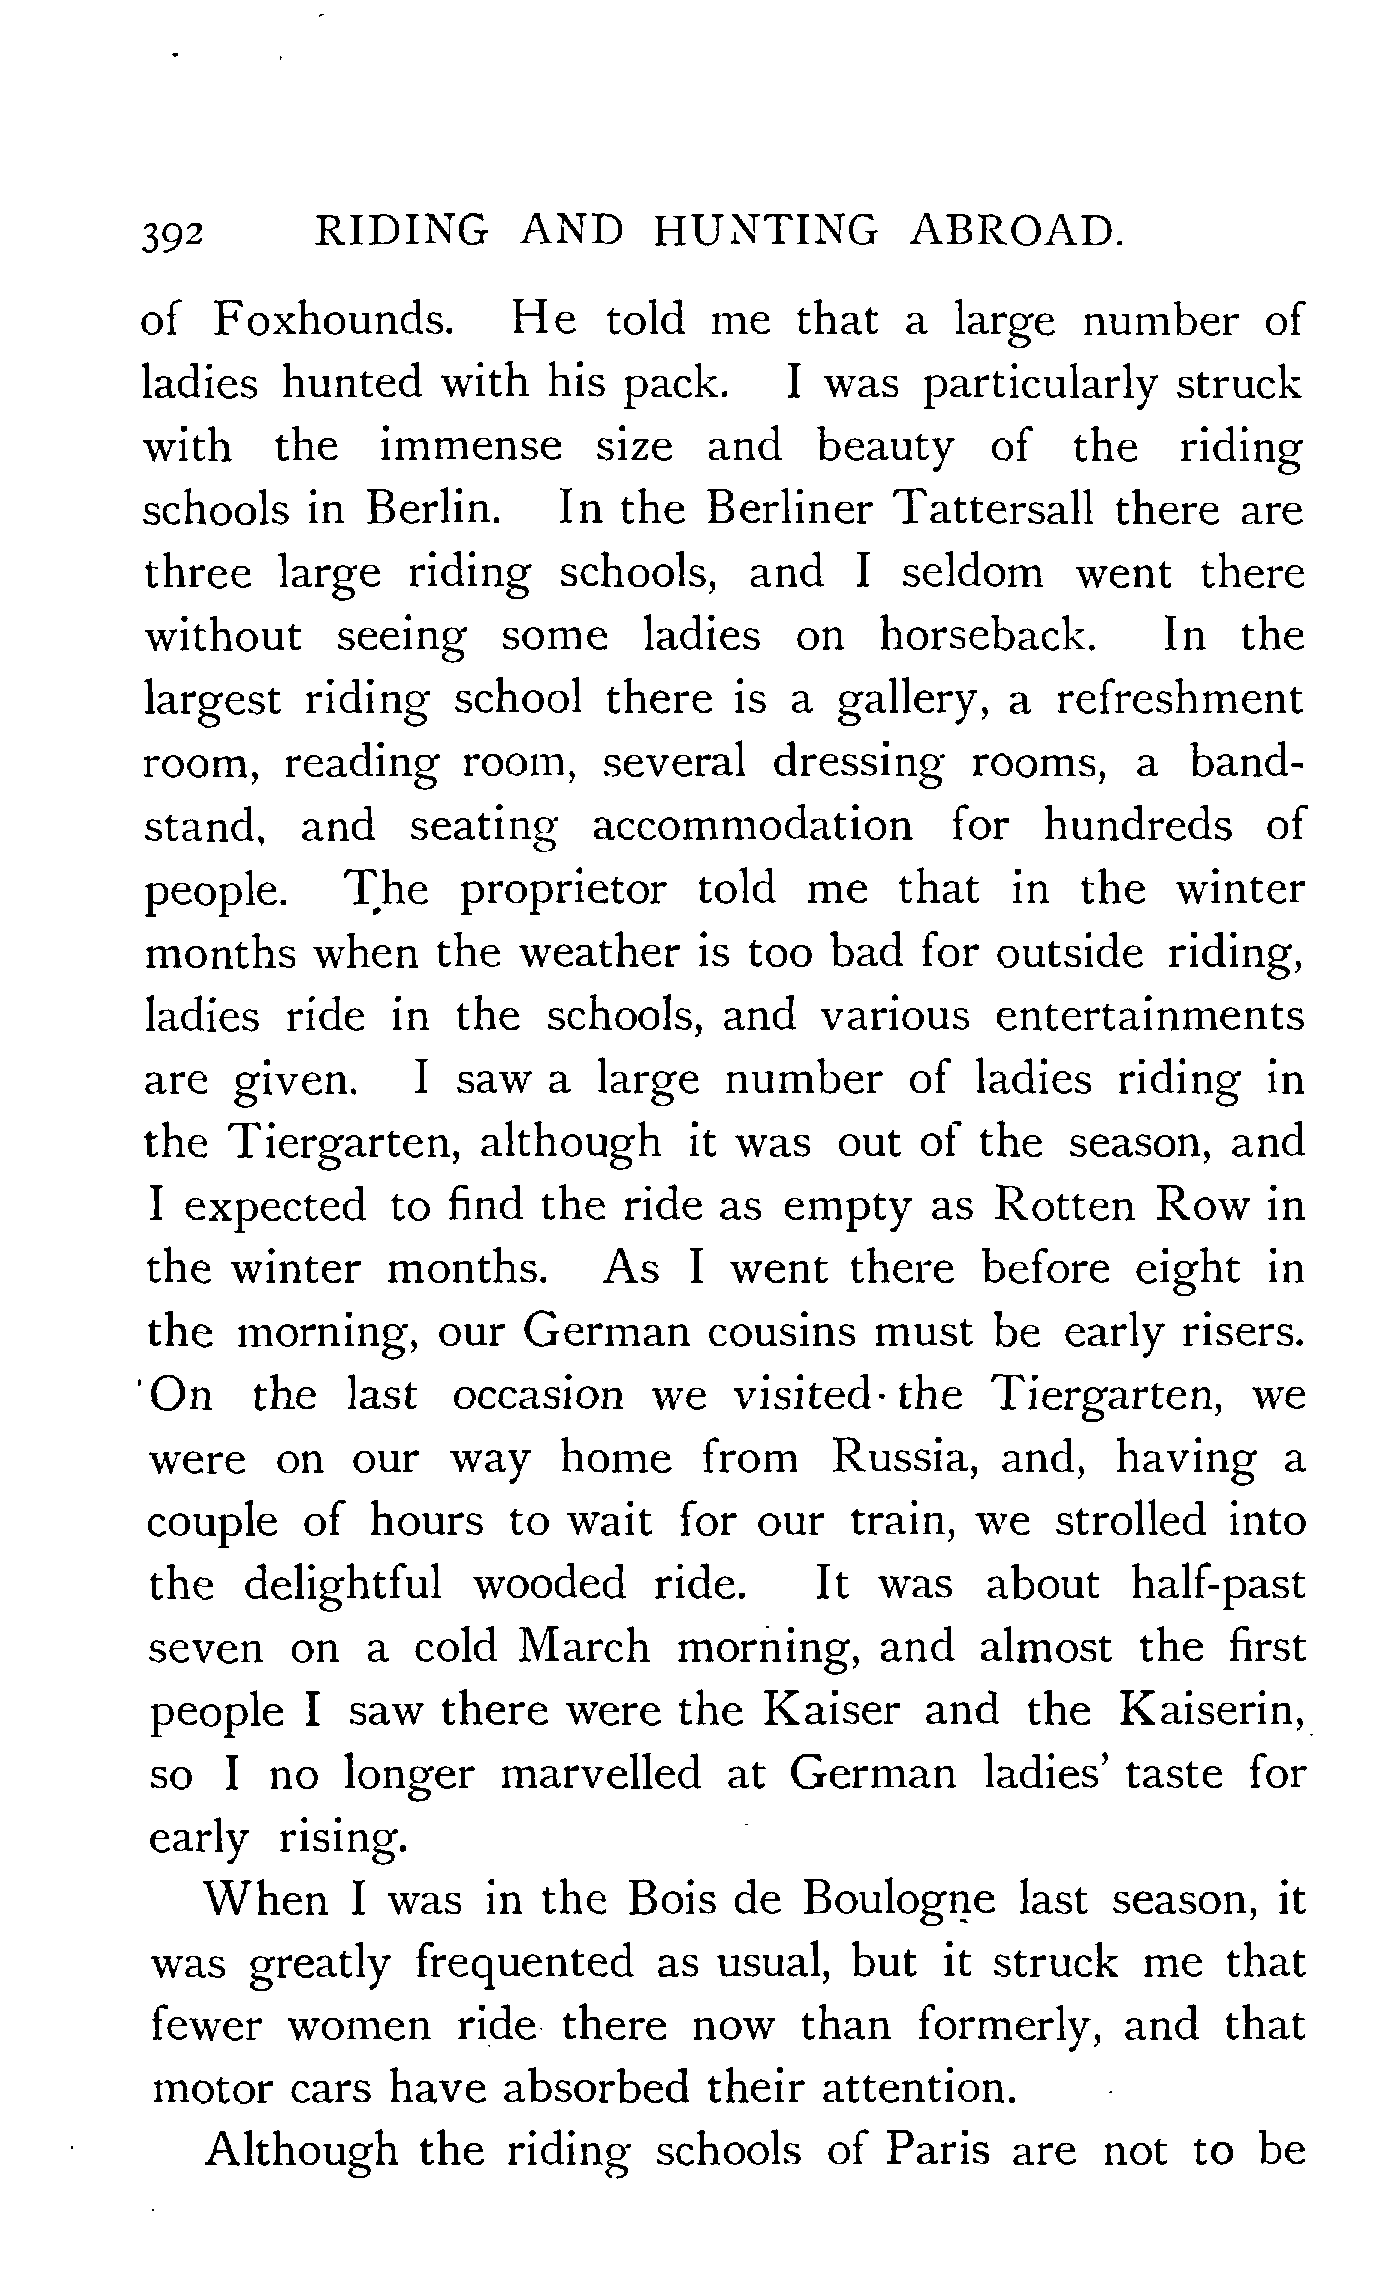 392 RIDING AND HUNTING ABROAD.
of Foxhounds. He told me that a large number of
ladies hunted with his pack. I was particularly struck
with the immense size and beauty of the riding
schools in Berlin. In the Berliner Tattersall there are
three large riding schools, and I seldom went there
without seeing some ladies on horseback. In the
largest riding school there is a gallery, a refreshment
room, reading room, several dressing rooms, a band-
stand, and seating accommodation for hundreds of
people. The proprietor told me that in the winter
months when the weather is too bad for outside riding,
ladies ride in the schools, and various entertainments
are given. I saw a large number of ladies riding in
the Tiergarten, although it was out of the season, and
I expected to find the ride as empty as Rotten Row in
the winter months. As I went there before eight in
the morning, our German cousins must be early risers.
On the last occasion we visited the Tiergarten, we
were on our way home from Russia, and, having a
couple of hours to wait for our train, we strolled into
the delightful wooded ride. It was about half-past
seven on a cold March morning, and almost the first
people I saw there were the Kaiser and the Kaiserin,
so I no longer marvelled at German ladies' taste for
early rising.
When I was in the Bois de Boulogne last season, it
was greatly frequented as usual, but it struck me that
fewer women ride there now than formerly, and that
motor cars have absorbed their attention.
Although the riding schools of Paris are not to be